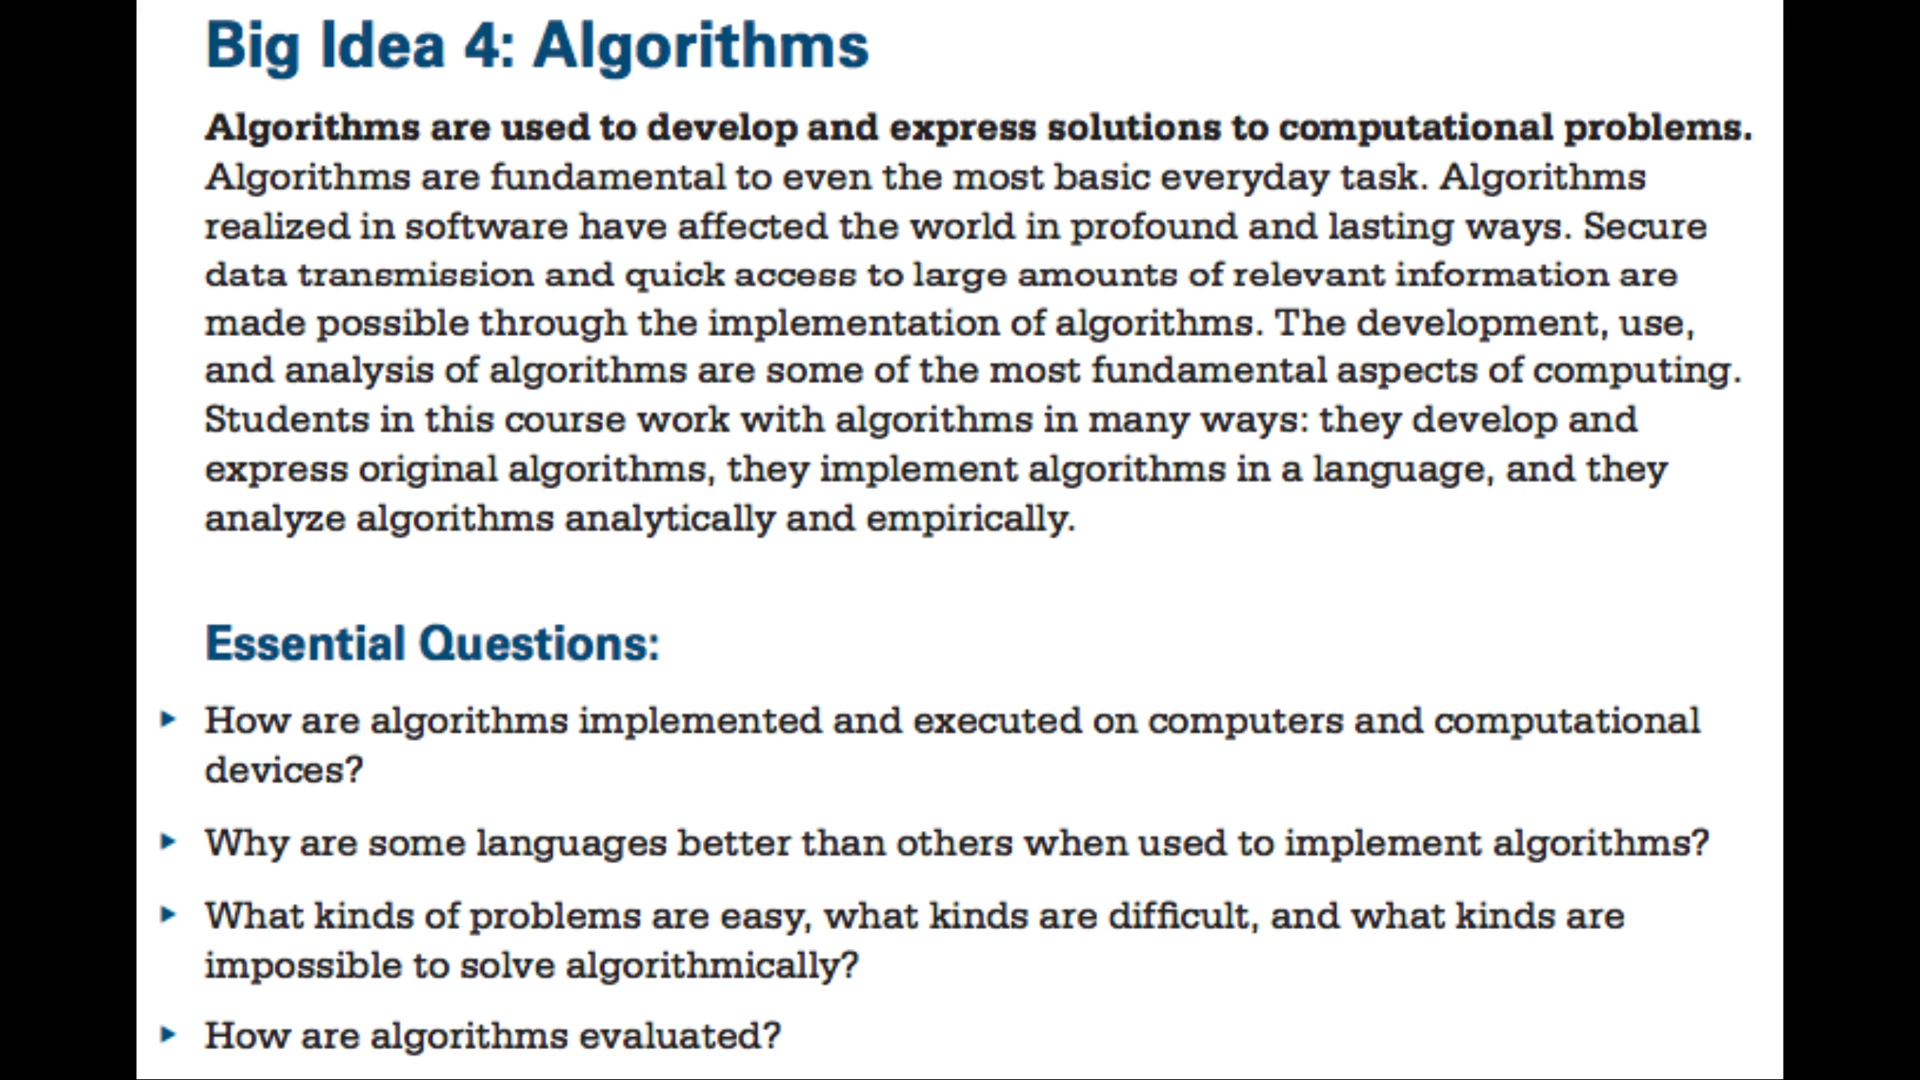 Big Idea 4: Algorithms
Algorithms are used to develop and express solutions to computational problems.
Algorithms are fundamental to even the most basic everyday task. Algorithms
realized in software have affected the world in profound and lasting ways. Secure
data transmission and quick access to large amounts of relevant information are
made possible through the implementation of algorithms. The development, use,
and analysis of algorithms are some of the most fundamental aspects of computing.
Students in this course work with algorithms in many ways: they develop and
express original algorithms, they implement algorithms in a language, and they
analyze algorithms analytically and empirically.
Essential Questions:
‣ How are algorithms implemented and executed on computers and computational
devices?
‣ Why are some languages better than others when used to implement algorithms?
‣ What kinds of problems are easy, what kinds are difficult, and what kinds are
impossible to solve algorithmically?
‣ How are algorithms evaluated?